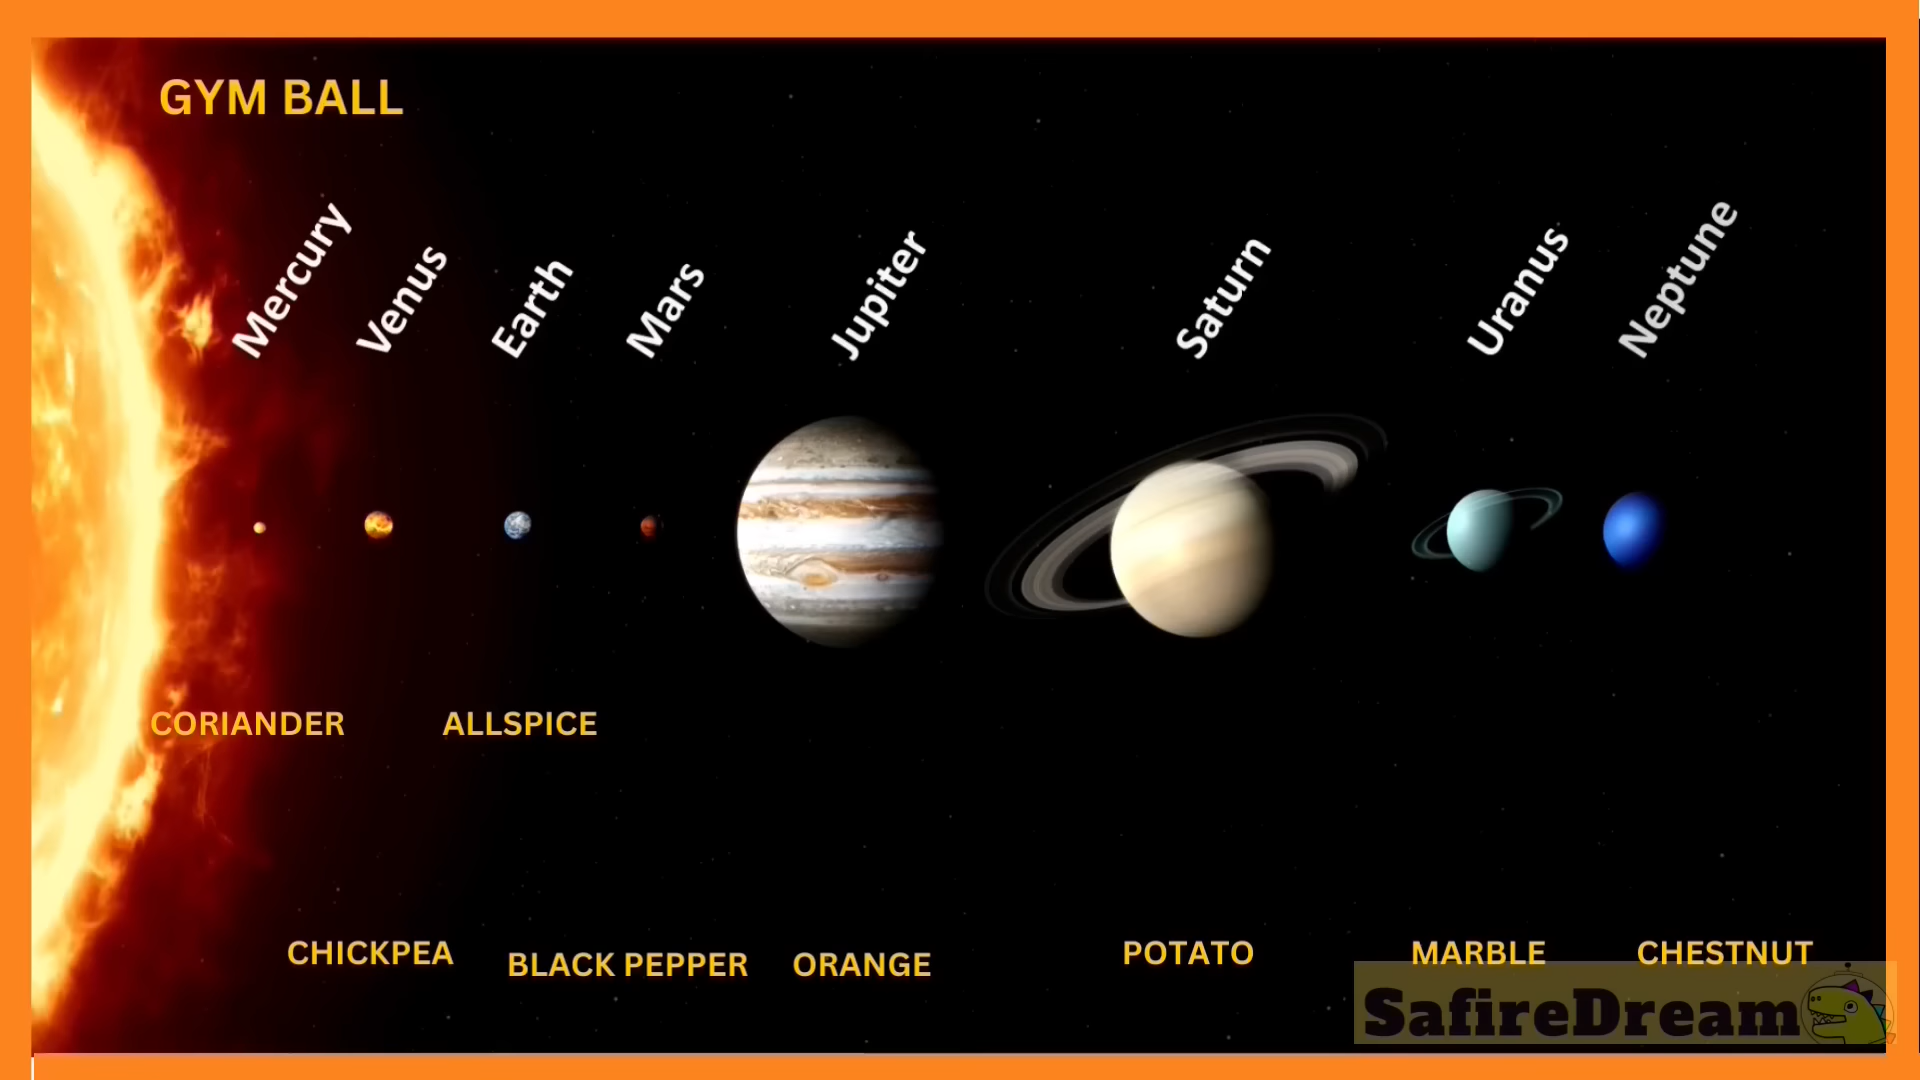 GYM BALL
Mercury
Venus
Earth
Mars
Jupiter
Saturn
Uranus
Neptune
CORIANDER
ALLSPICE
CHICKPEA
BLACK PEPPER
ORANGE
POTATO
MARBLE
CHESTNUT
SafireDream